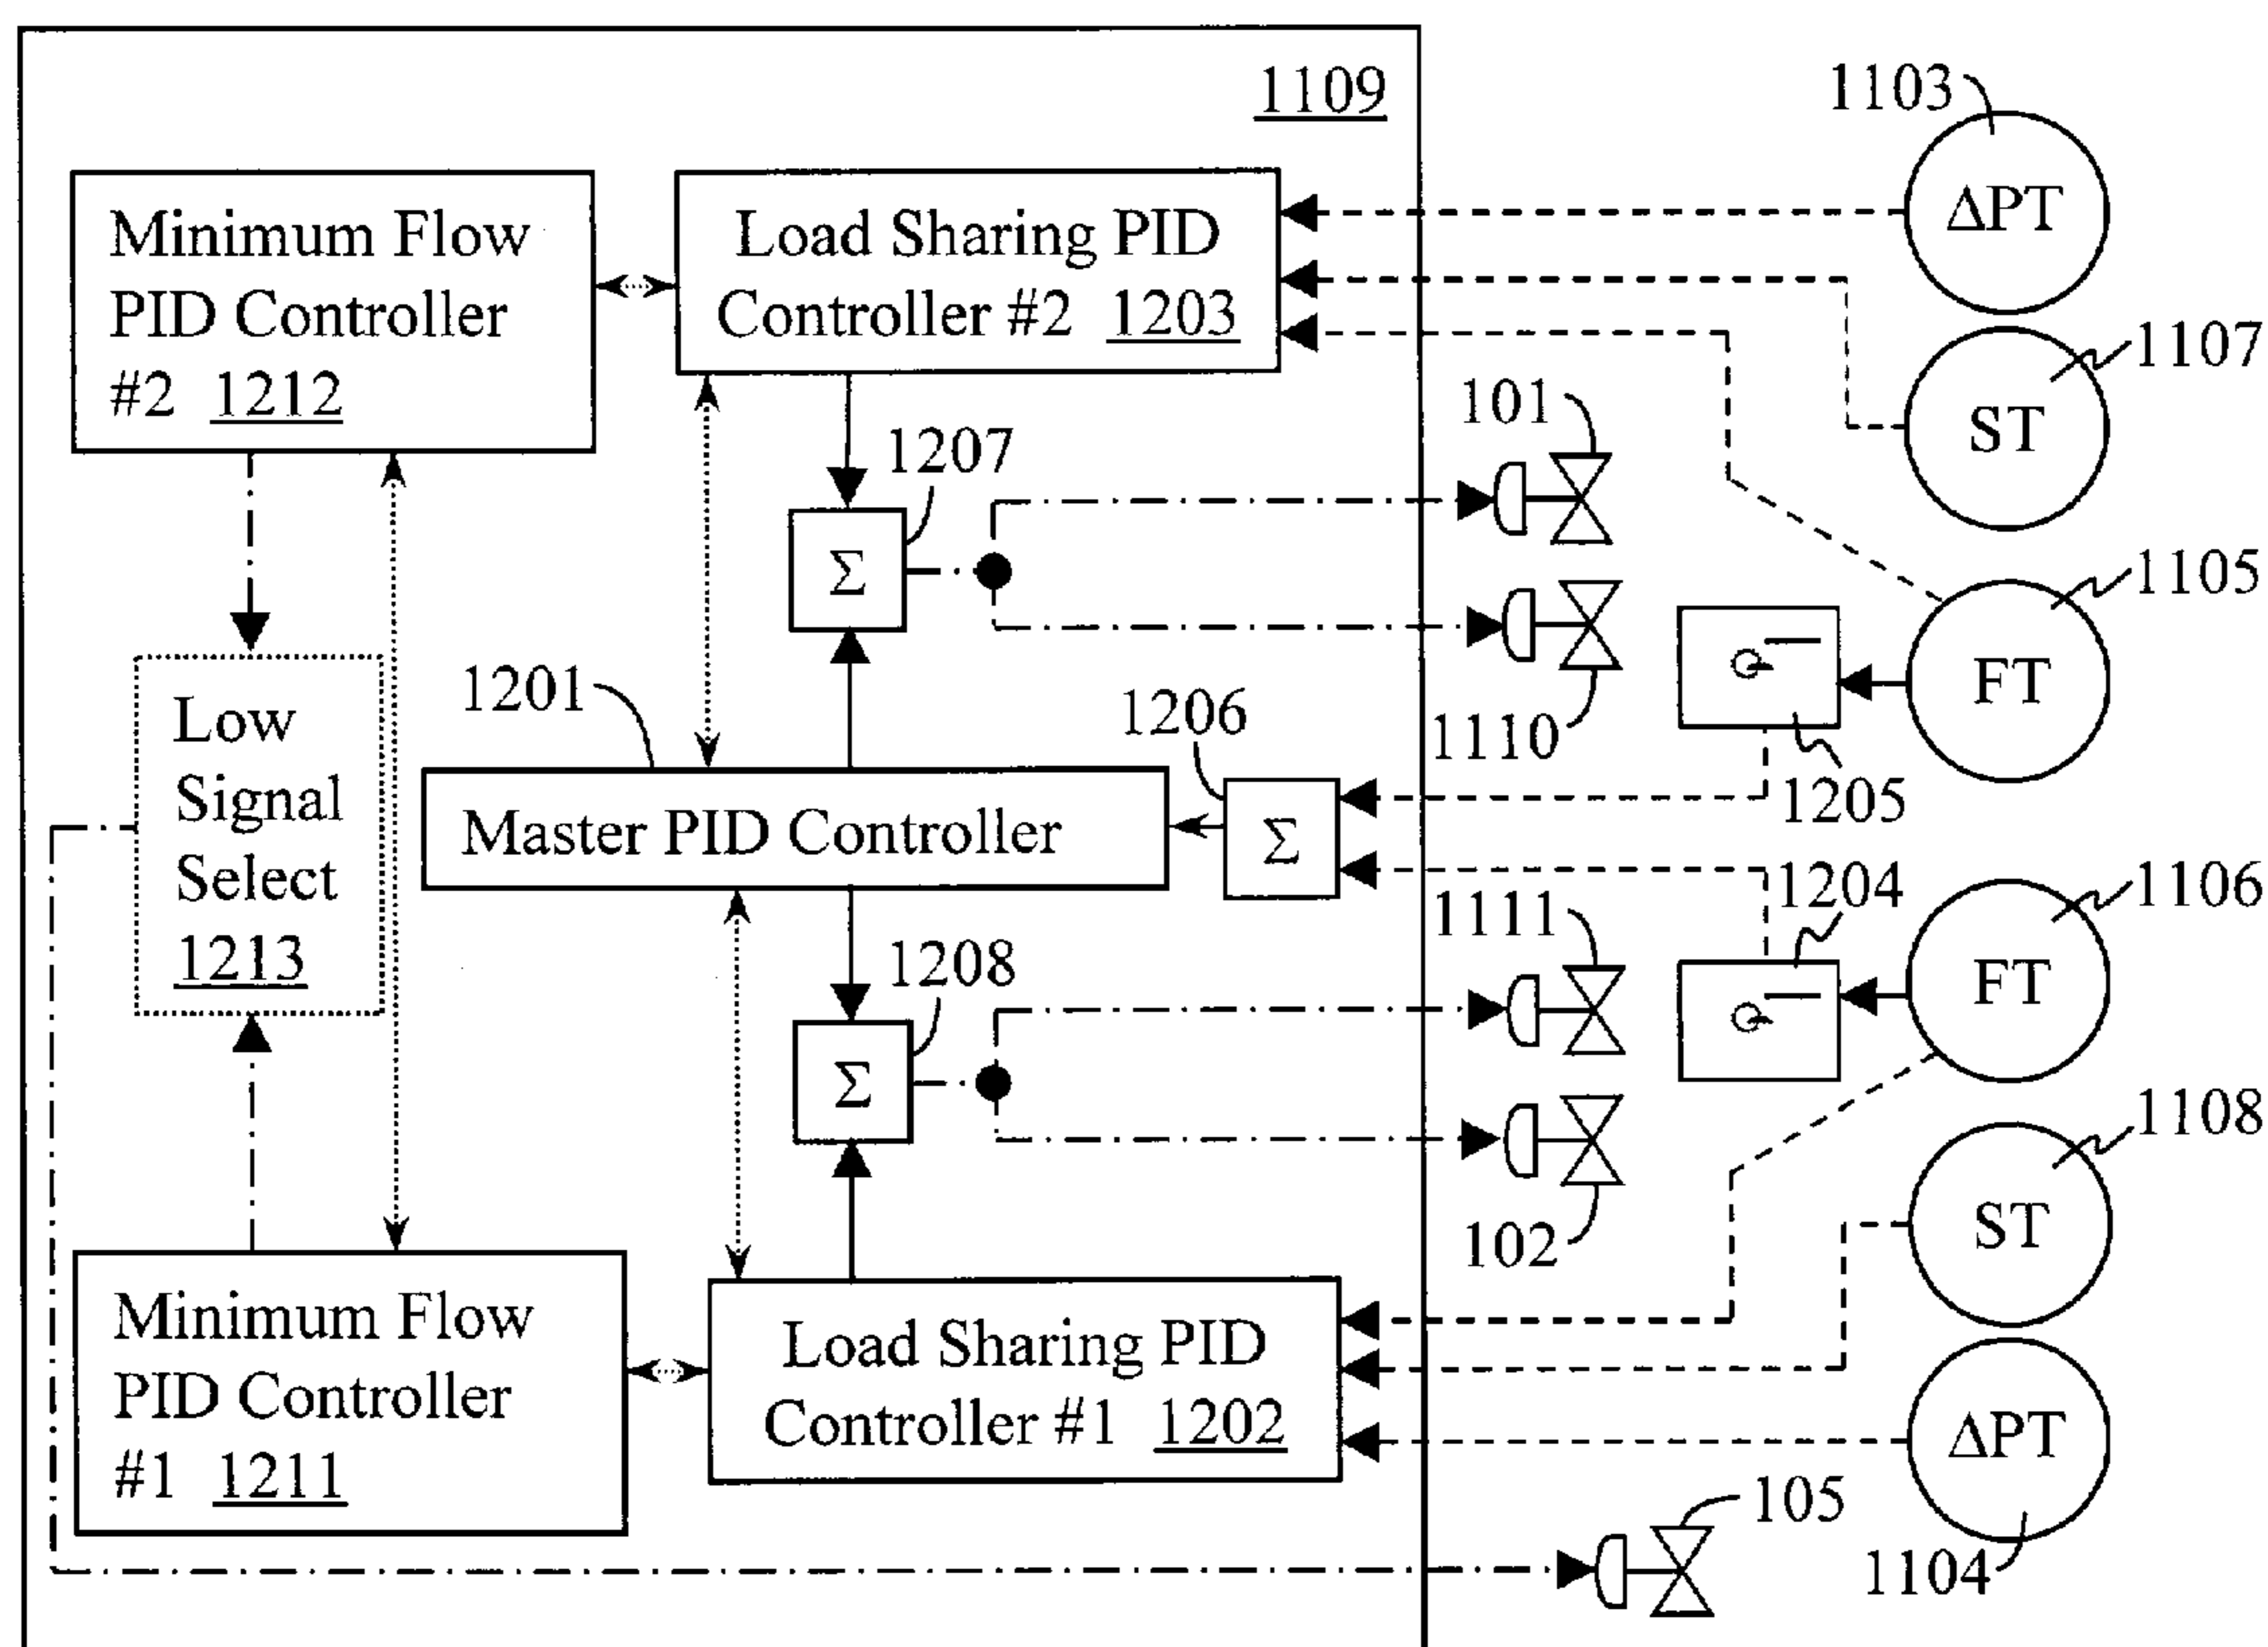 1109
1103
ΔPT
Minimum Flow
PID Controller
#2 1212
Load Sharing PID
Controller #2 1203
1107
ST
101
1207
Σ
1105
FT
1110
1205
Low
Signal
Select
1213
1201
Master PID Controller
1206
Σ
1204
1106
FT
1111
1208
Σ
102
1108
ST
Minimum Flow
PID Controller
#1 1211
Load Sharing PID
Controller #1 1202
ΔPT
1104
105